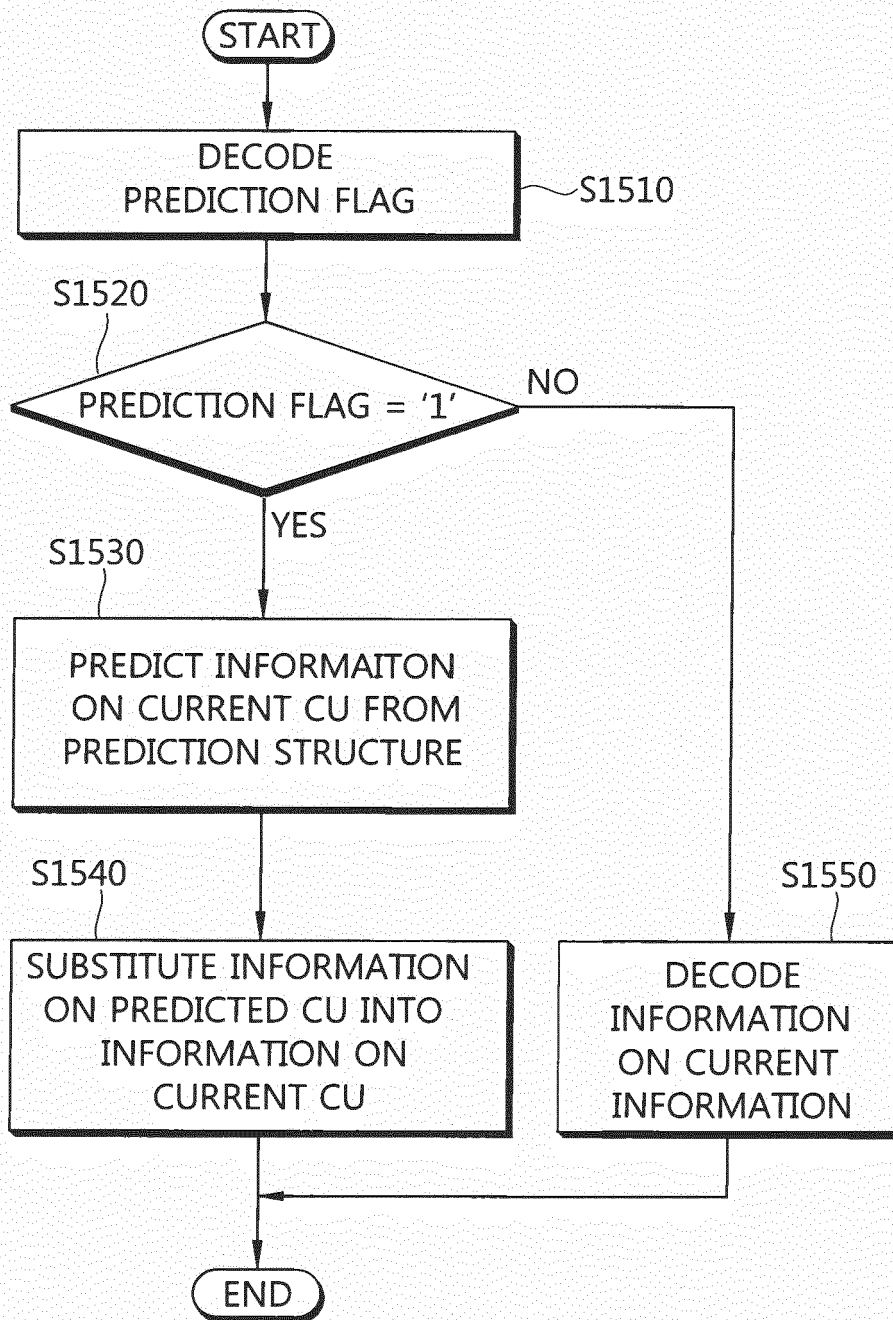 START
DECODE
PREDICTION FLAG
S1510
S1520
PREDICTION FLAG = '1'
NO
YES
S1530
PREDICT INFORMAITON
ON CURRENT CU FROM
PREDICTION STRUCTURE
S1540
SUBSTITUTE INFORMATION
ON PREDICTED CU INTO
INFORMATION ON
CURRENT CU
S1550
DECODE
INFORMATION
ON CURRENT
INFORMATION
END